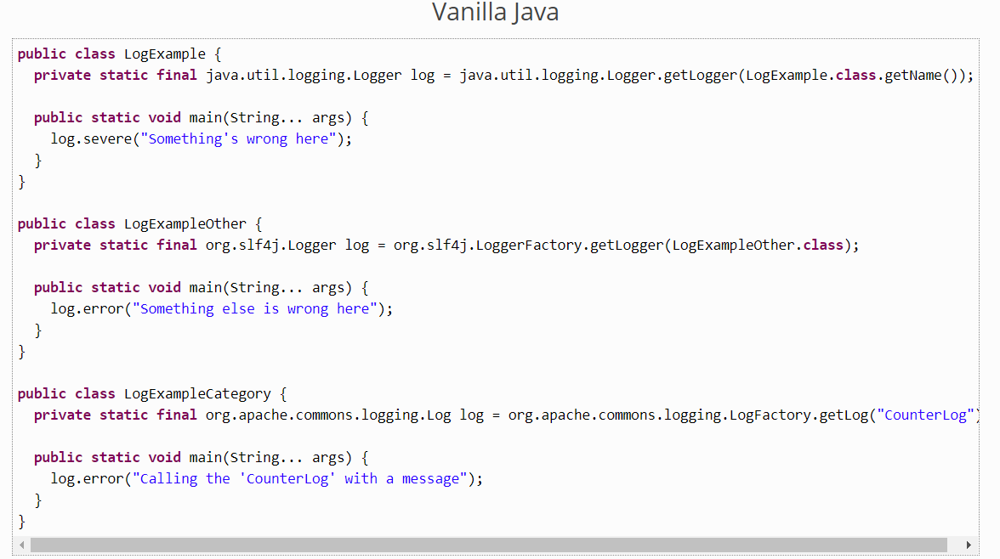 Vanilla Java
public class LogExample {
  private static final java.util.logging.Logger log = java.util.logging.Logger.getLogger(LogExample.class.getName());

  public static void main(String... args) {
    log.severe("Something's wrong here");
  }
}

public class LogExampleOther {
  private static final org.slf4j.Logger log = org.slf4j.LoggerFactory.getLogger(LogExampleOther.class);

  public static void main(String... args) {
    log.error("Something else is wrong here");
  }
}

public class LogExampleCategory {
  private static final org.apache.commons.logging.Log log = org.apache.commons.logging.LogFactory.getLog("CounterLog")

  public static void main(String... args) {
    log.error("Calling the 'CounterLog' with a message");
  }
}